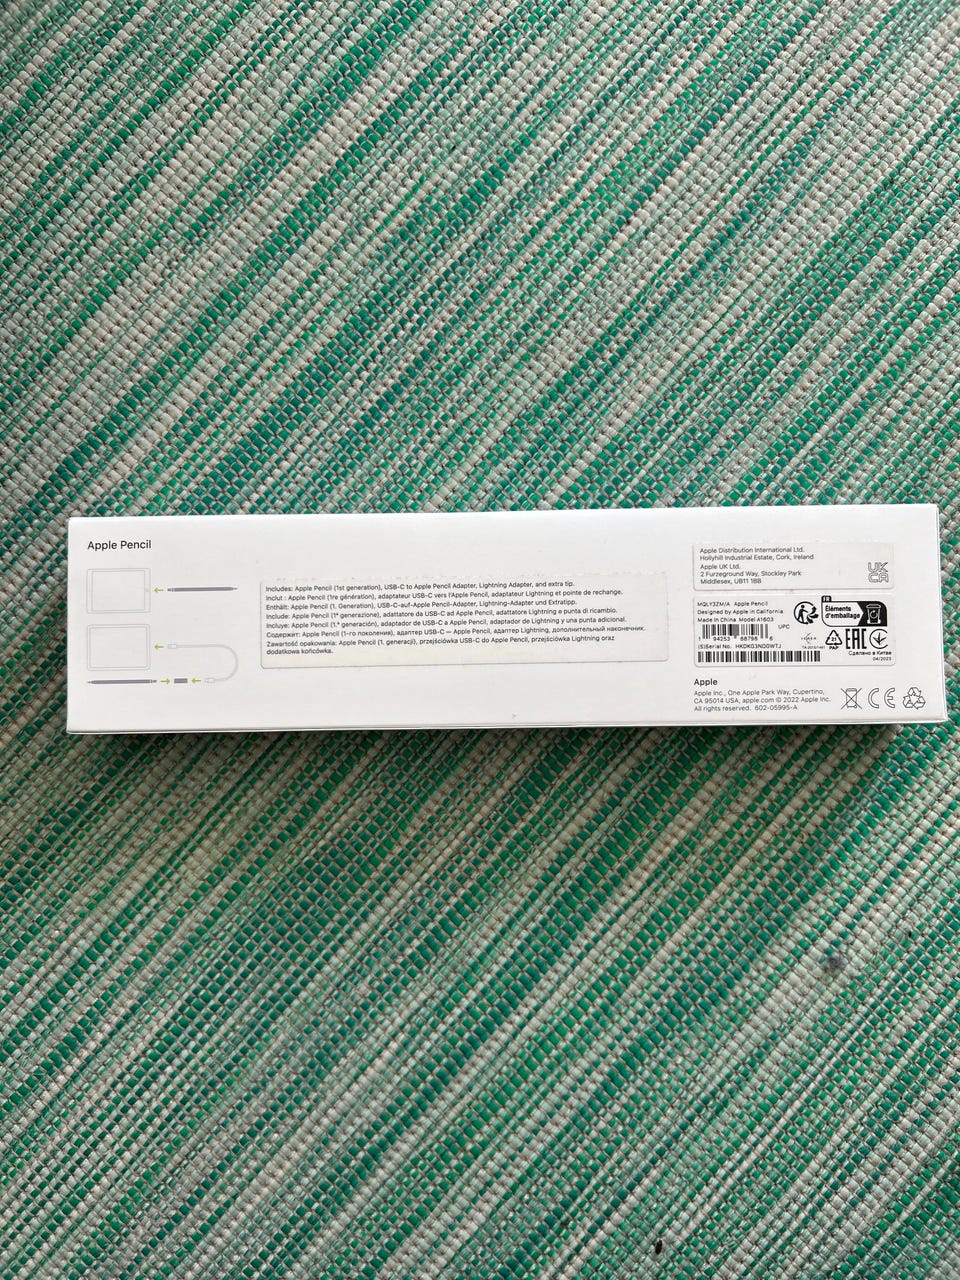 Apple Pencil
Includes: Apple Pencil (1st generation), USB-C to Apple Pencil Adapter, Lightning Adapter, and extra tip.
Inclut : Apple Pencil (1re génération), adaptateur USB-C vers l'Apple Pencil, adaptateur Lightning et pointe de rechange.
Enthält: Apple Pencil (1. Generation), USB-C-auf-Apple Pencil-Adapter, Lightning-Adapter und Extratipp.
Include: Apple Pencil (1ª generazione), adattatore da USB-C ad Apple Pencil, adattatore Lightning e punta di ricambio.
Incluye: Apple Pencil (1.ª generación), adaptador de USB-C a Apple Pencil, adaptador de Lightning y una punta adicional.
Содержит: Apple Pencil (1-го поколения), адаптер USB-C — Apple Pencil, адаптер Lightning, дополнительный наконечник.
Zawartość opakowania: Apple Pencil (1. generacji), przejściówka USB-C do Apple Pencil, przejściówka Lightning oraz
dodatkowa końcówka.
Apple Distribution International Ltd.
Hollyhill Industrial Estate, Cork, Ireland
Apple UK Ltd.
2 Furzeground Way, Stockley Park
Middlesex, UB11 1BB
UK
CA
MQLY3ZM/A Apple Pencil
Designed by Apple in California
Made in China Model A1603
UPC
1 94253 68798 6
(S)Serial No. HKDKG3ND0WTJ
FR
Éléments
d'emballage
PAP
EAC
Сделано в Китае
04/2023
Apple
Apple Inc., One Apple Park Way, Cupertino,
CA 95014 USA; apple.com © 2022 Apple Inc.
All rights reserved. 602-05995-A
CE